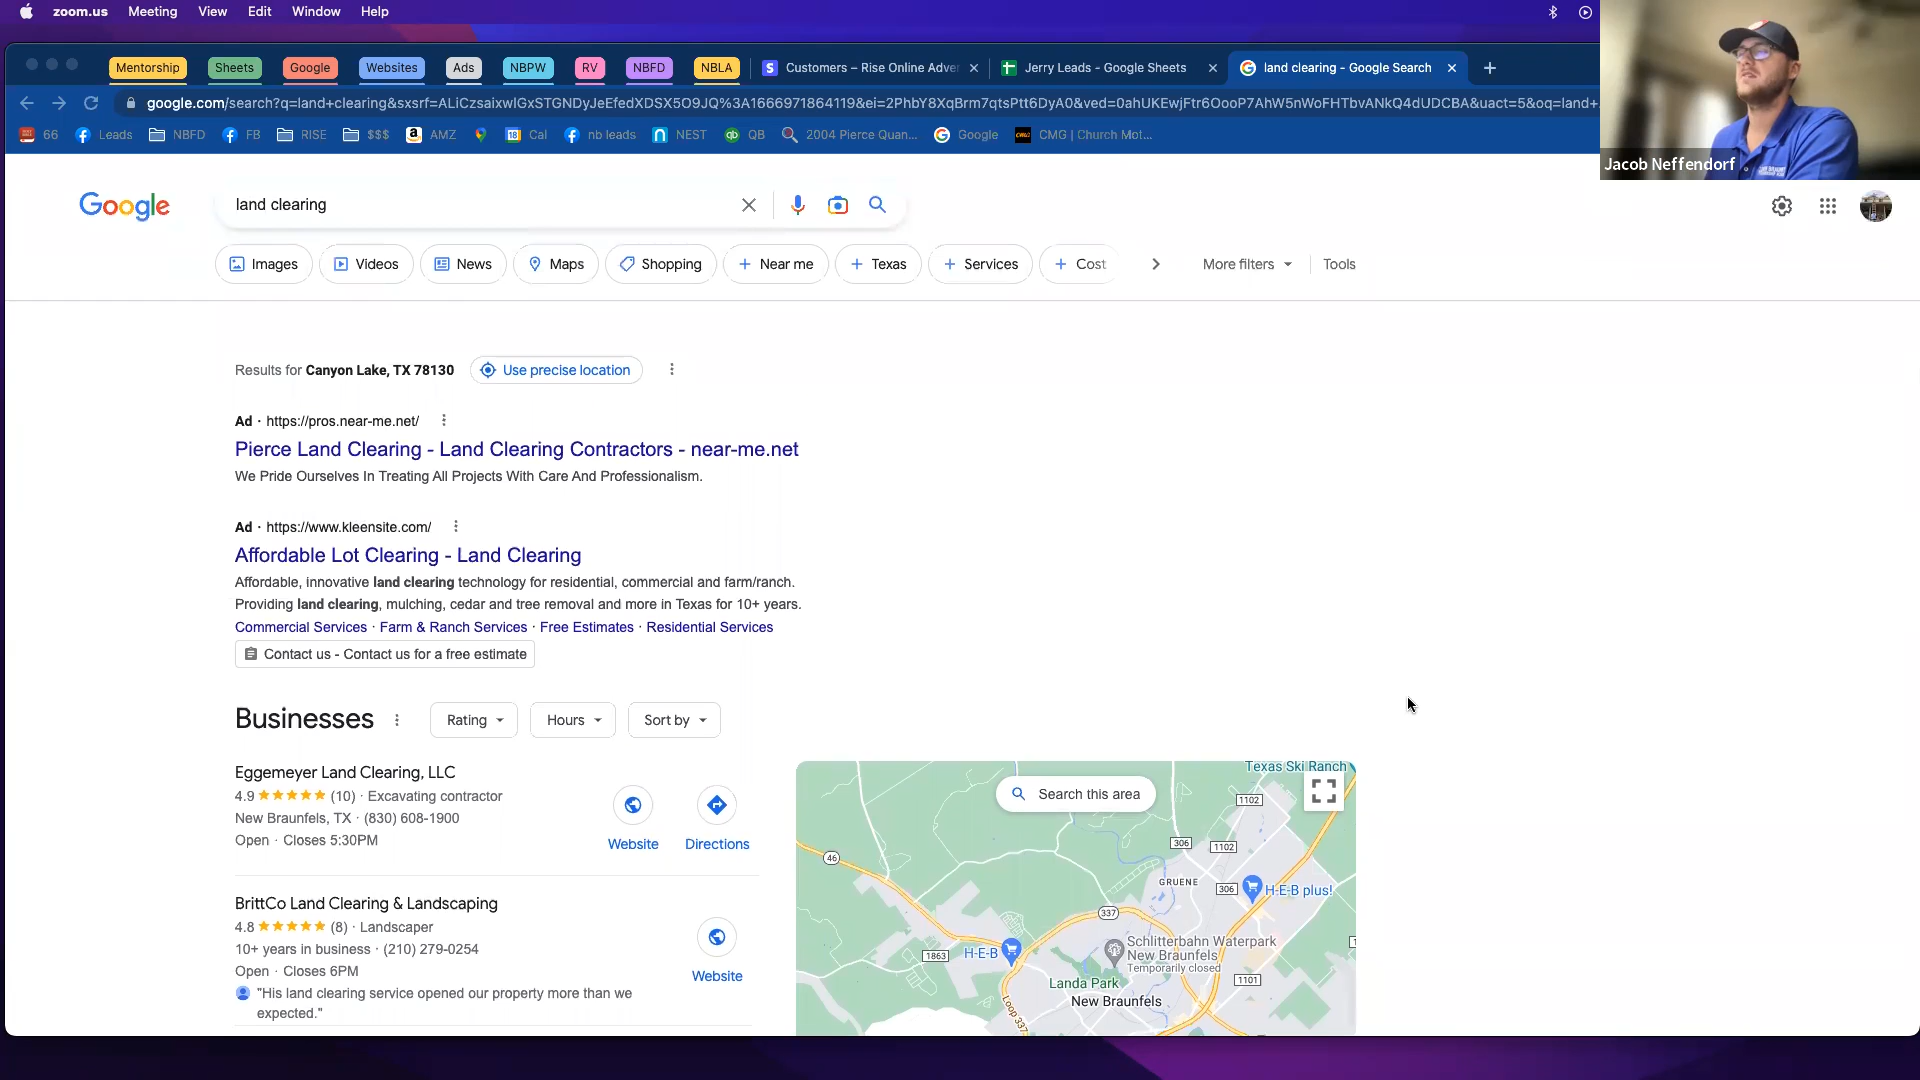 zoom.us Meeting View Edit Window Help
Mentorship Sheets Google Websites Ads NBPW RV NBFD NBLA Customers – Rise Online Adver Jerry Leads - Google Sheets land clearing - Google Search
google.com/search?q=land+clearing&sxsrf=ALiCzsaixwIGxSTGNDyJeEfedXDSX5O9JQ%3A1666971864119&ei=2PhbY8XqBrm7qtsPtt6DyA0&ved=0ahUKEwjFtr6OooP7AhW5nWoFHTbvANkQ4dUDCBA&uact=5&oq=land+
66 Leads NBFD FB RISE $$$ AMZ Cal nb leads NEST QB 2004 Pierce Quan... Google CMG | Church Mot...
Jacob Neffendorf
Google land clearing
Images Videos News Maps Shopping Near me Texas Services Cost More filters Tools
Results for Canyon Lake, TX 78130 Use precise location
Ad · https://pros.near-me.net/
Pierce Land Clearing - Land Clearing Contractors - near-me.net
We Pride Ourselves In Treating All Projects With Care And Professionalism.
Ad · https://www.kleensite.com/
Affordable Lot Clearing - Land Clearing
Affordable, innovative land clearing technology for residential, commercial and farm/ranch.
Providing land clearing, mulching, cedar and tree removal and more in Texas for 10+ years.
Commercial Services · Farm & Ranch Services · Free Estimates · Residential Services
Contact us - Contact us for a free estimate
Businesses Rating Hours Sort by
Eggemeyer Land Clearing, LLC
4.9 (10) · Excavating contractor
New Braunfels, TX · (830) 608-1900
Open · Closes 5:30PM
Website Directions
BrittCo Land Clearing & Landscaping
4.8 (8) · Landscaper
10+ years in business · (210) 279-0254
Open · Closes 6PM
Website
"His land clearing service opened our property more than we
expected."
Texas Ski Ranch
Search this area
1102
306
1102
46
GRUENE
306
H-E-B plus!
337
Schlitterbahn Waterpark
New Braunfels
Temporarily closed
H-E-B
1863
1101
Landa Park
New Braunfels
Loop 337